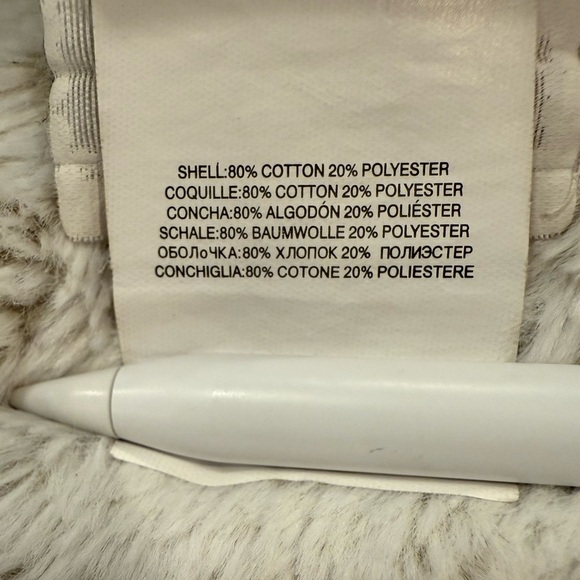 SHELL:80% COTTON 20% POLYESTER
COQUILLE:80% COTTON 20% POLYESTER
CONCHA:80% ALGODÓN 20% POLIÉSTER
SCHALE:80% BAUMWOLLE 20% POLYESTER
ОБОЛоЧКА:80% ХЛОПОК 20% ПОЛИЭСТЕР
CONCHIGLIA:80% COTONE 20% POLIESTERE